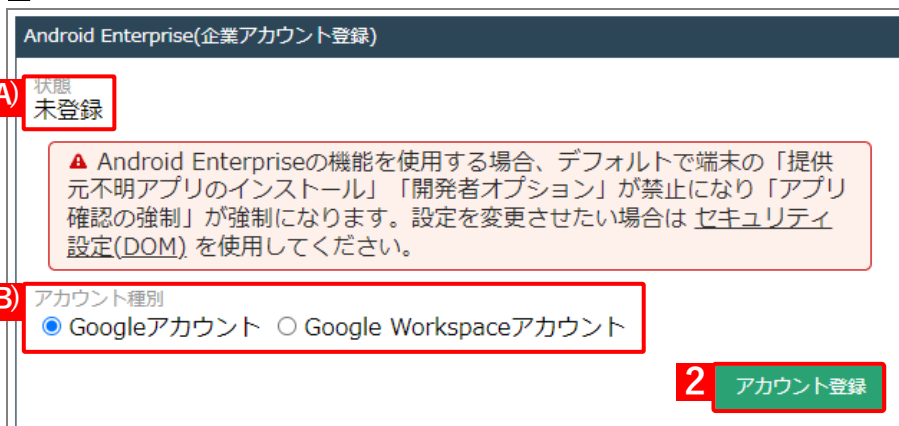 Android Enterprise(企業アカウント登録)
A)
状態
未登録
Android Enterpriseの機能を使用する場合、デフォルトで端末の「提供
元不明アプリのインストール」「開発者オプション」が禁止になり「アプリ
確認の強制」が強制になります。設定を変更させたい場合は セキュリティ
設定(DOM) を使用してください。
B)
アカウント種別
Googleアカウント Google Workspaceアカウント
2 アカウント登録